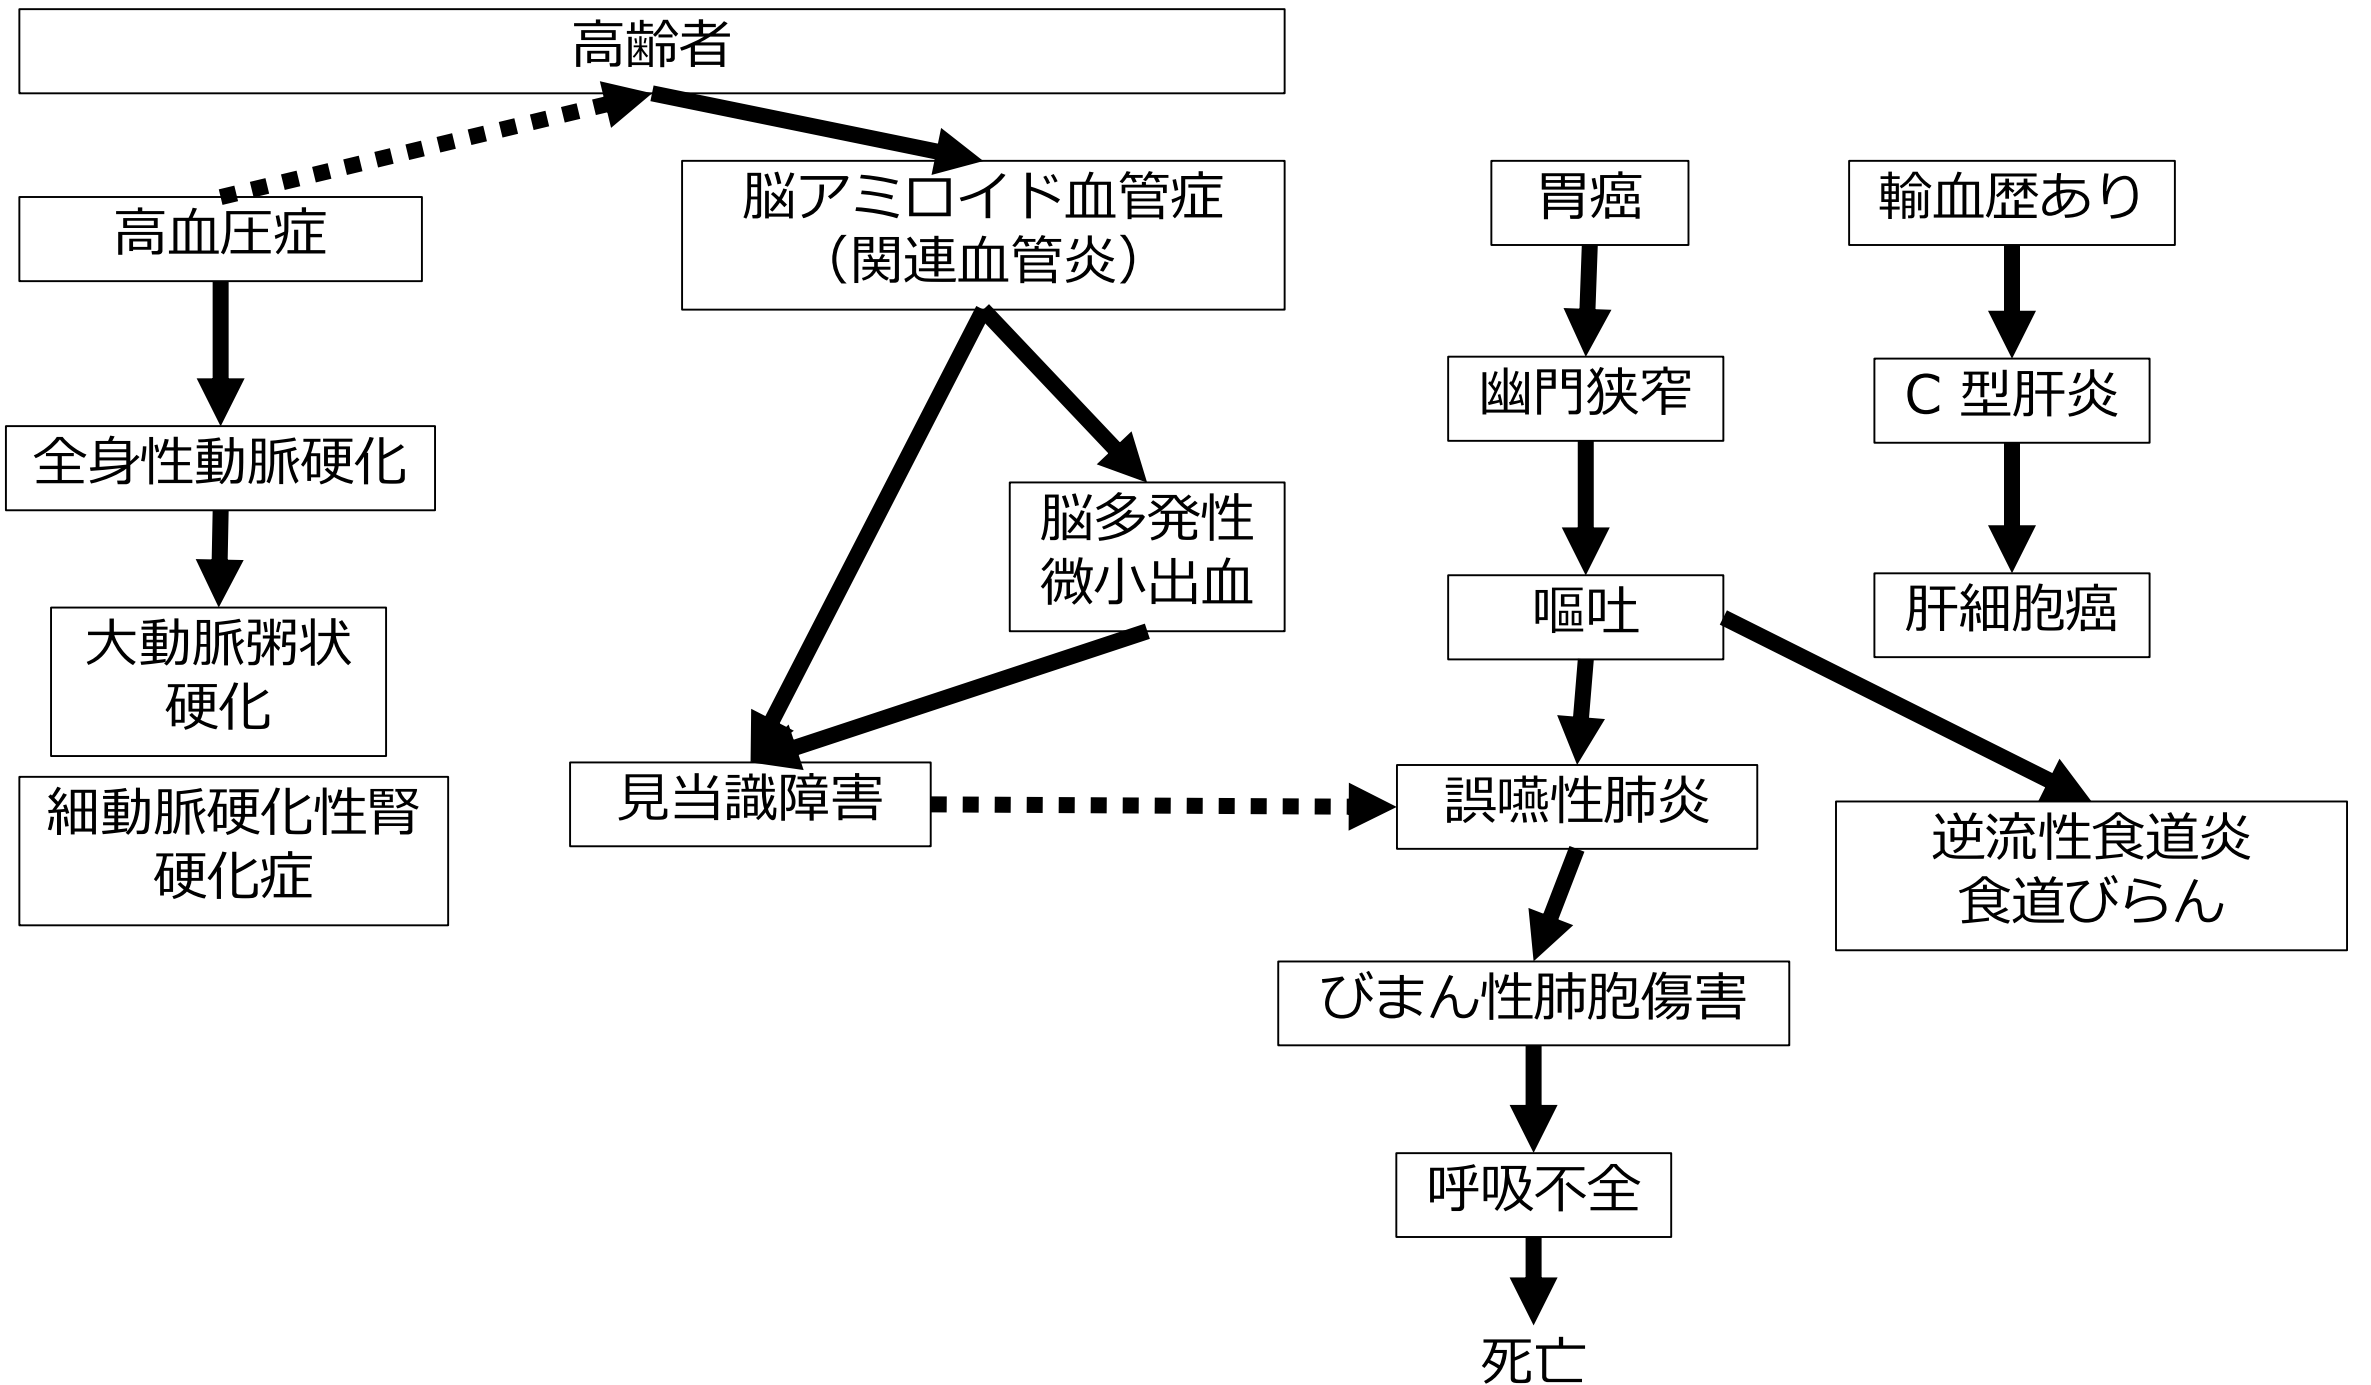 高齢者
高血圧症
脳アミロイド血管症
（関連血管炎）
胃癌
輸血歴あり
幽門狭窄
C 型肝炎
全身性動脈硬化
脳多発性
微小出血
嘔吐
肝細胞癌
大動脈粥状
硬化
見当識障害
誤嚥性肺炎
細動脈硬化性腎
硬化症
逆流性食道炎
食道びらん
びまん性肺胞傷害
呼吸不全
死亡